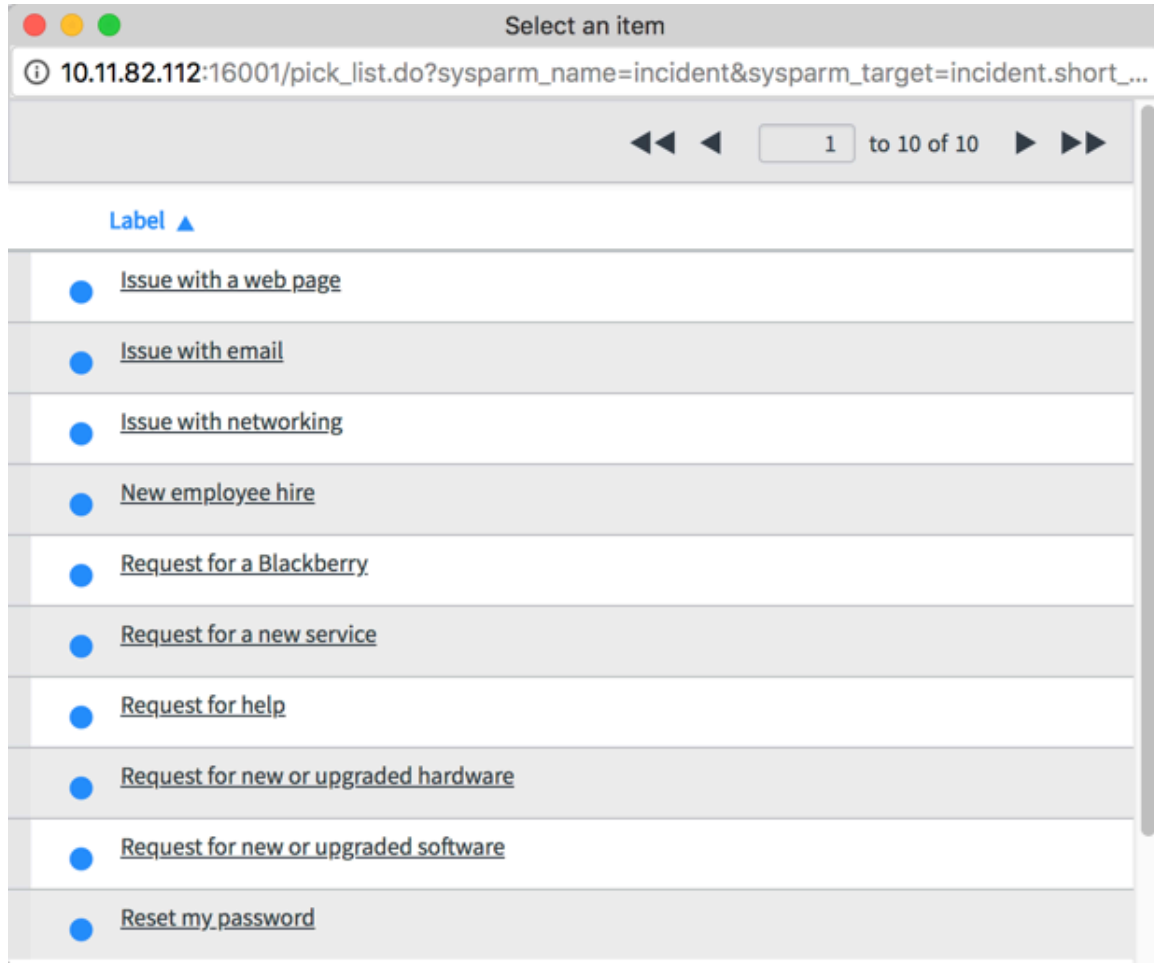 Select an item
10.11.82.112:16001/pick_list.do?sysparm_name=incident&sysparm_target=incident.short_...
1 to 10 of 10
Label
Issue with a web page
Issue with email
Issue with networking
New employee hire
Request for a Blackberry
Request for a new service
Request for help
Request for new or upgraded hardware
Request for new or upgraded software
Reset my password